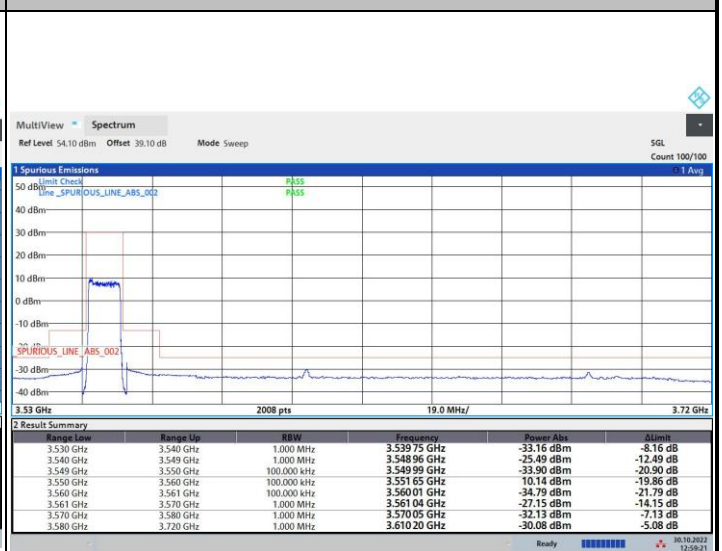 MultiView Spectrum
Ref Level 54.10 dBm Offset 39.10 dB Mode Sweep SGL
Count 100/100
1 Spurious Emissions 1 Avg
Limit Check PASS
50 dBm
Line _SPURIOUS_LINE_ABS_002 PASS
40 dBm
30 dBm
20 dBm
10 dBm
0 dBm
-10 dBm
-20 dBm
_SPURIOUS_LINE_ABS_002
-30 dBm
-40 dBm
3.53 GHz 2008 pts 19.0 MHz/ 3.72 GHz
2 Result Summary
Range Low Range Up RBW Frequency Power Abs ΔLimit
3.530 GHz 3.540 GHz 1.000 MHz 3.539 75 GHz -33.16 dBm -8.16 dB
3.540 GHz 3.549 GHz 1.000 MHz 3.548 96 GHz -25.49 dBm -12.49 dB
3.549 GHz 3.550 GHz 100.000 kHz 3.549 99 GHz -33.90 dBm -20.90 dB
3.550 GHz 3.560 GHz 100.000 kHz 3.551 65 GHz 10.14 dBm -19.86 dB
3.560 GHz 3.561 GHz 100.000 kHz 3.560 01 GHz -34.79 dBm -21.79 dB
3.561 GHz 3.570 GHz 1.000 MHz 3.561 04 GHz -27.15 dBm -14.15 dB
3.570 GHz 3.580 GHz 1.000 MHz 3.570 05 GHz -32.13 dBm -7.13 dB
3.580 GHz 3.720 GHz 1.000 MHz 3.610 20 GHz -30.08 dBm -5.08 dB
Ready 30.10.2022
12:59:21